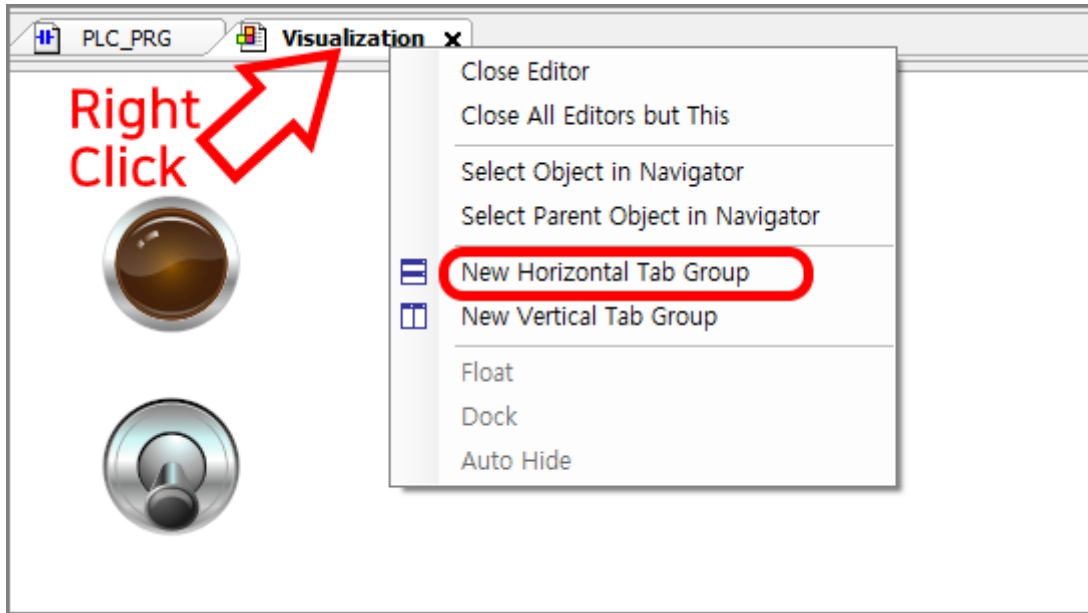 PLC_PRG
Visualization
Right
Click
Close Editor
Close All Editors but This
Select Object in Navigator
Select Parent Object in Navigator
New Horizontal Tab Group
New Vertical Tab Group
Float
Dock
Auto Hide